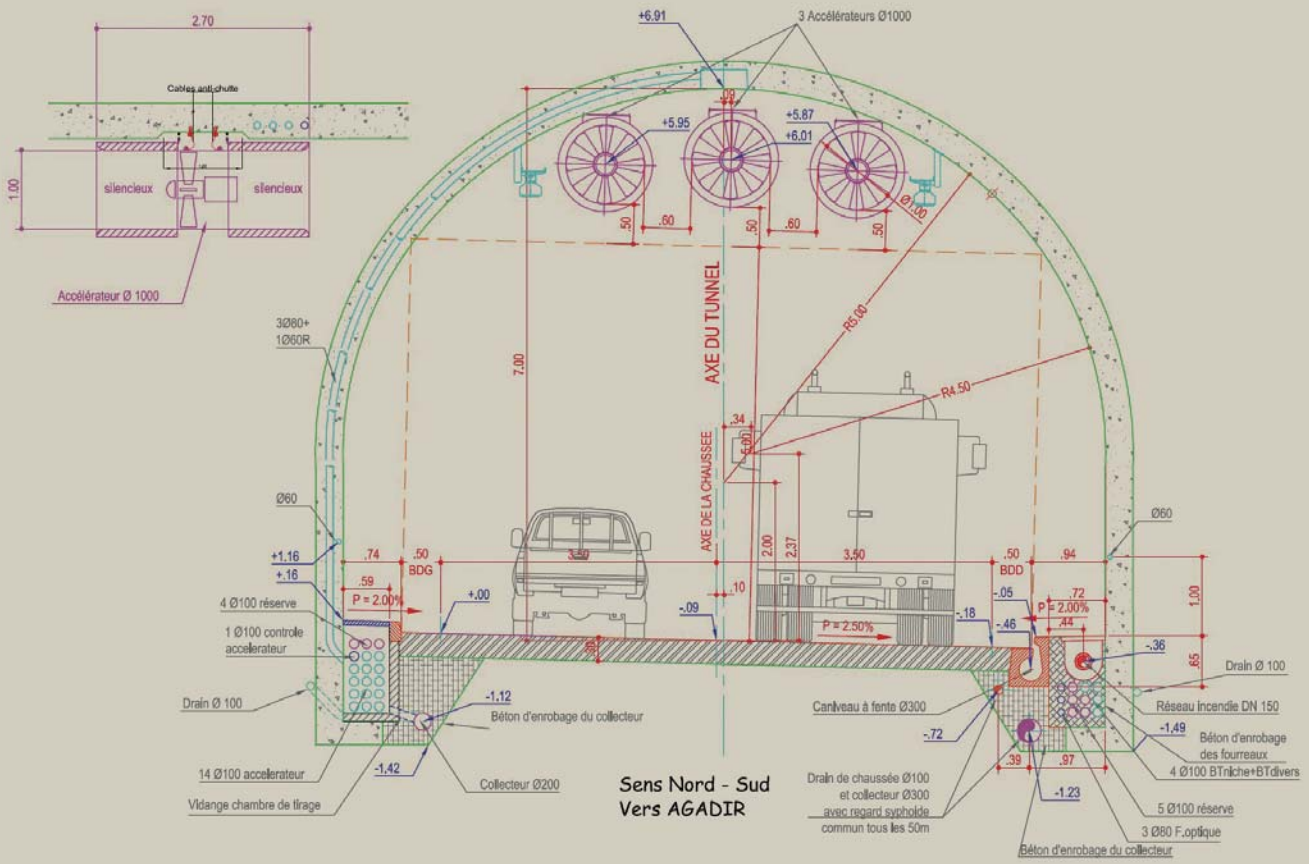 2.70
Cables anti-chutte
1.00
silencieux
silencieux
Accélérateur Ø 1000
+6.91
3 Accélérateurs Ø1000
.09
+5.95
+6.01
+5.87
Ø1.00
.50
.60
.50
.60
.50
7.00
AXE DU TUNNEL
AXE DE LA CHAUSSEE
R5.00
R4.50
.34
5.00
2.00
2.37
3Ø80+
1Ø60R
Ø60
Ø60
+1.16
+.16
.74
.50
BDG
3.50
3.50
.50
BDD
.94
.59
.10
.72
P = 2.00%
+.00
-.09
P = 2.50%
-.18
-.05
-.46
P = 2.00%
.44
1.00
.65
-.36
.30
4 Ø100 réserve
1 Ø100 controle
accelerateur
Drain Ø 100
14 Ø100 accelerateur
Vidange chambre de tirage
-1.12
Béton d'enrobage du collecteur
-1.42
Collecteur Ø200
Sens Nord - Sud
Vers AGADIR
Caniveau à fente Ø300
-.72
Drain de chaussée Ø100
et collecteur Ø300
avec regard syphoide
commun tous les 50m
.39
.97
-1.23
-1,49
Drain Ø 100
Réseau Incendie DN 150
Béton d'enrobage
des fourreaux
4 Ø100 BTniche+BTdivers
5 Ø100 réserve
3 Ø80 F.optique
Béton d'enrobage du collecteur